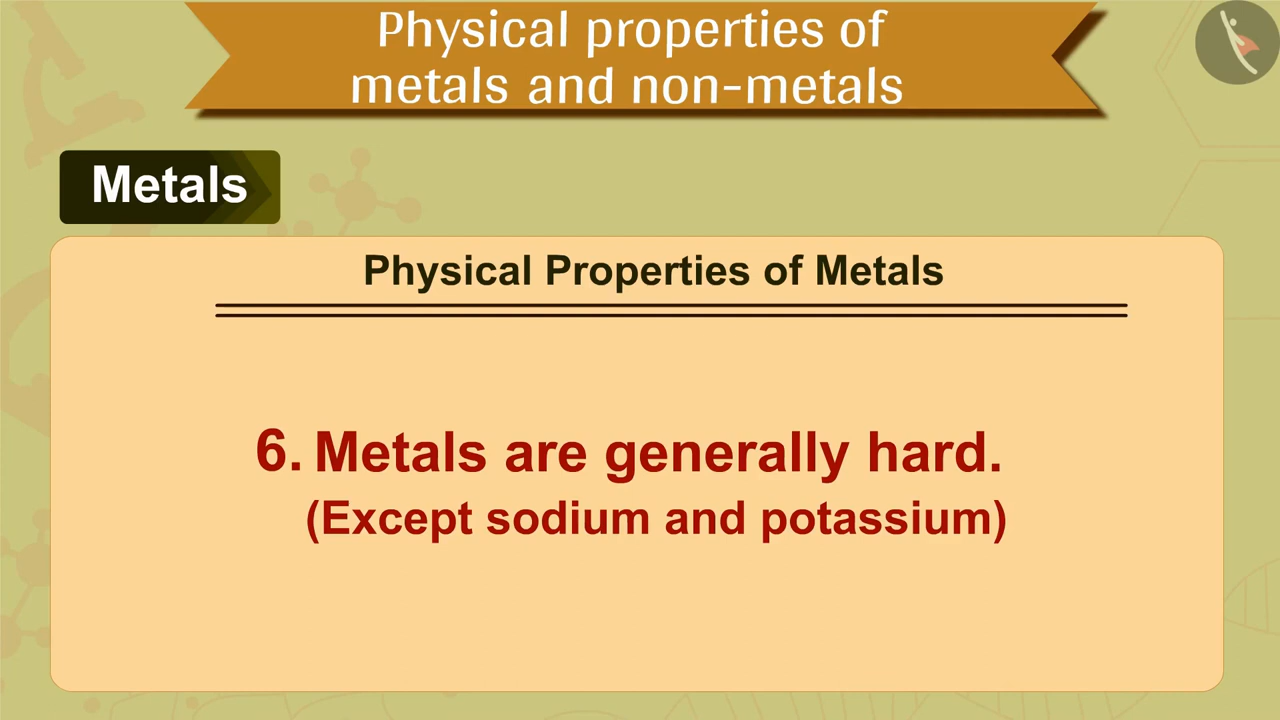 Physical properties of
metals and non-metals
Metals
Physical Properties of Metals
6. Metals are generally hard.
(Except sodium and potassium)